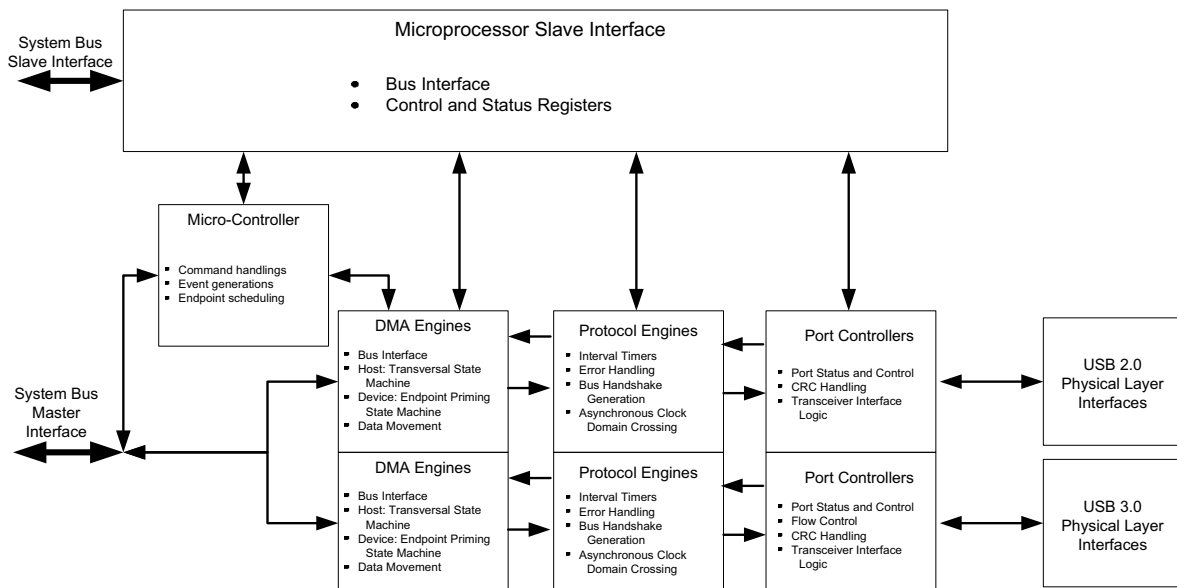 System Bus
Slave Interface
Microprocessor Slave Interface
• Bus Interface
• Control and Status Registers
Micro-Controller
▪ Command handlings
▪ Event generations
▪ Endpoint scheduling
System Bus
Master
Interface
DMA Engines
▪ Bus Interface
▪ Host: Transversal State
Machine
▪ Device: Endpoint Priming
State Machine
▪ Data Movement
Protocol Engines
▪ Interval Timers
▪ Error Handling
▪ Bus Handshake
Generation
▪ Asynchronous Clock
Domain Crossing
Port Controllers
▪ Port Status and Control
▪ CRC Handling
▪ Transceiver Interface
Logic
USB 2.0
Physical Layer
Interfaces
DMA Engines
▪ Bus Interface
▪ Host: Transversal State
Machine
▪ Device: Endpoint Priming
State Machine
▪ Data Movement
Protocol Engines
▪ Interval Timers
▪ Error Handling
▪ Bus Handshake
Generation
▪ Asynchronous Clock
Domain Crossing
Port Controllers
▪ Port Status and Control
▪ Flow Control
▪ CRC Handling
▪ Transceiver Interface
Logic
USB 3.0
Physical Layer
Interfaces